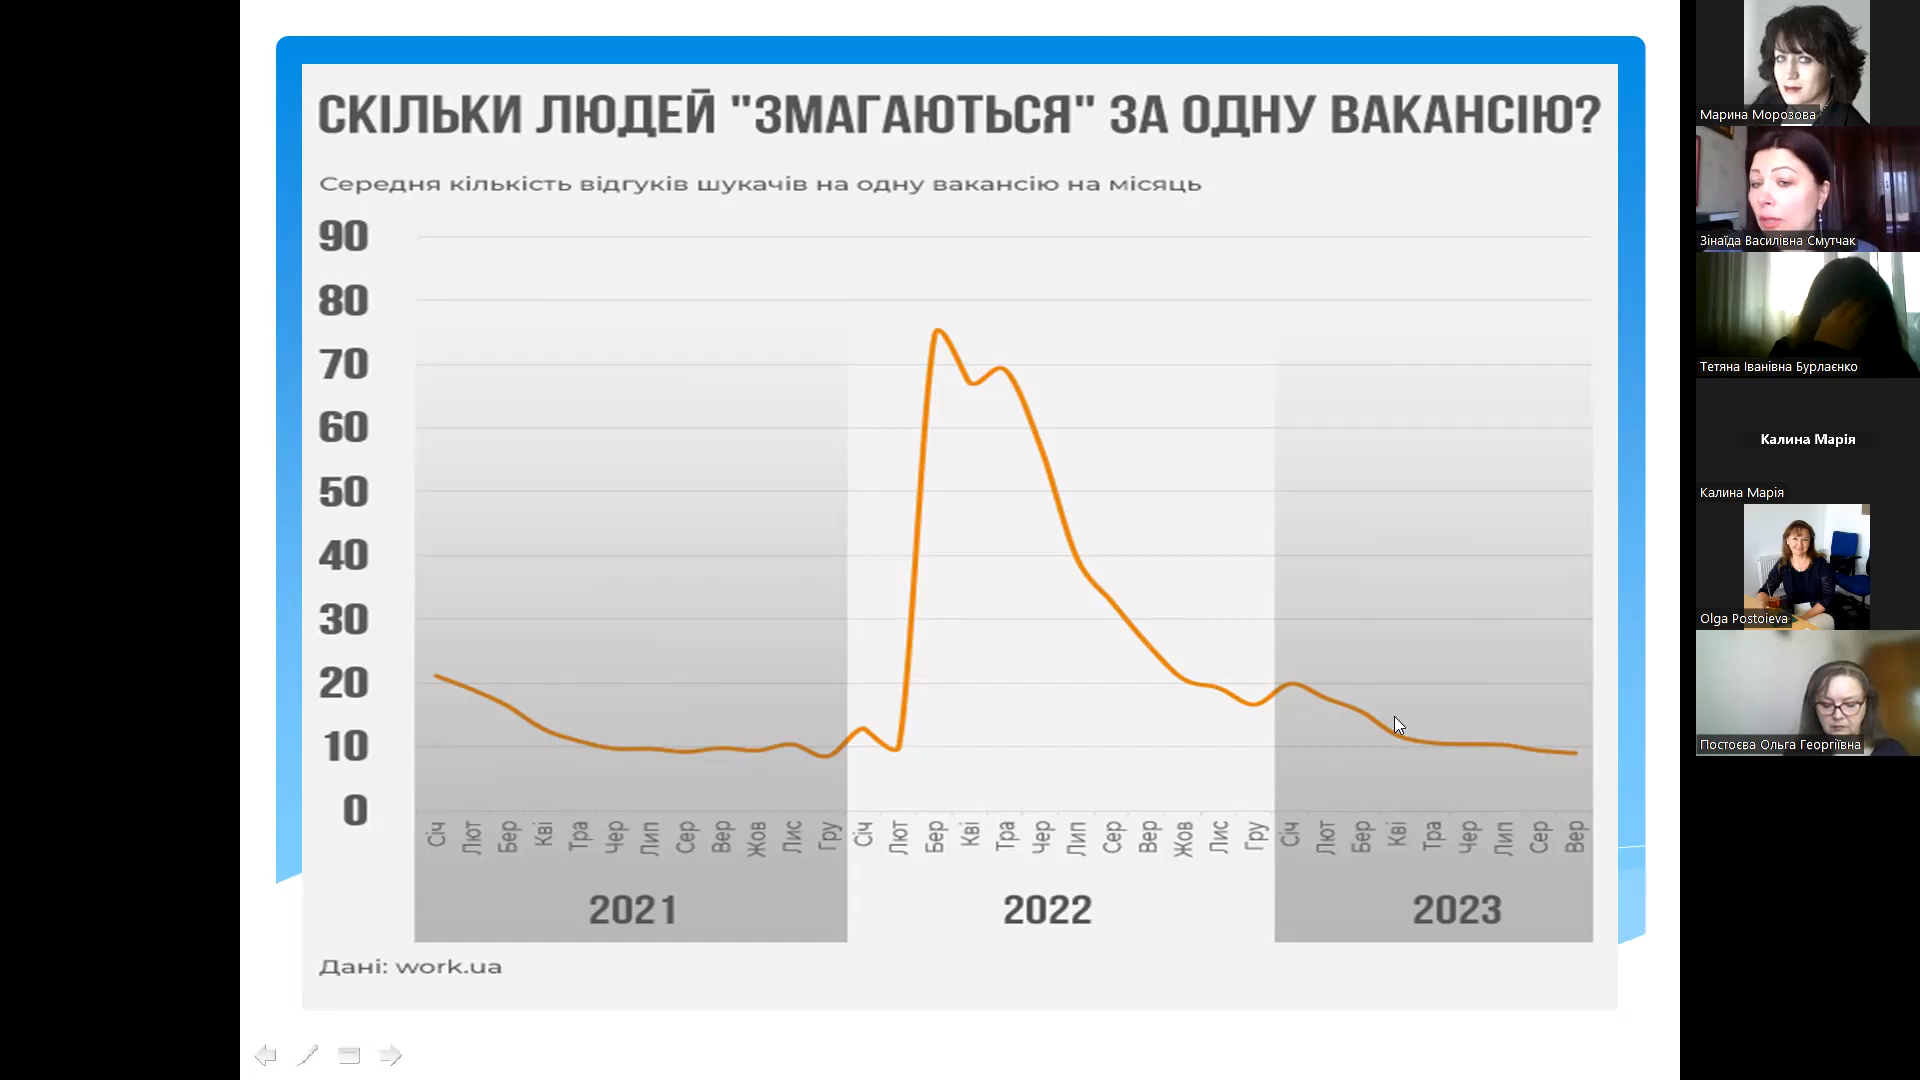 СКІЛЬКИ ЛЮДЕЙ "ЗМАГАЮТЬСЯ" ЗА ОДНУ ВАКАНСІЮ?
Середня кількість відгуків шукачів на одну вакансію на місяць
90
80
70
60
50
40
30
20
10
0
Січ Лют Бер Кві Тра Чер Лип Сер Вер Жов Лис Гру Січ Лют Бер Кві Тра Чер Лип Сер Вер Жов Лис Гру Січ Лют Бер Кві Тра Чер Лип Сер Вер
2021 2022 2023
Дані: work.ua
Марина Морозова
Зінаїда Василівна Смутчак
Тетяна Іванівна Бурлаєнко
Калина Марія
Калина Марія
Olga Postoieva
Постоєва Ольга Георгіївна